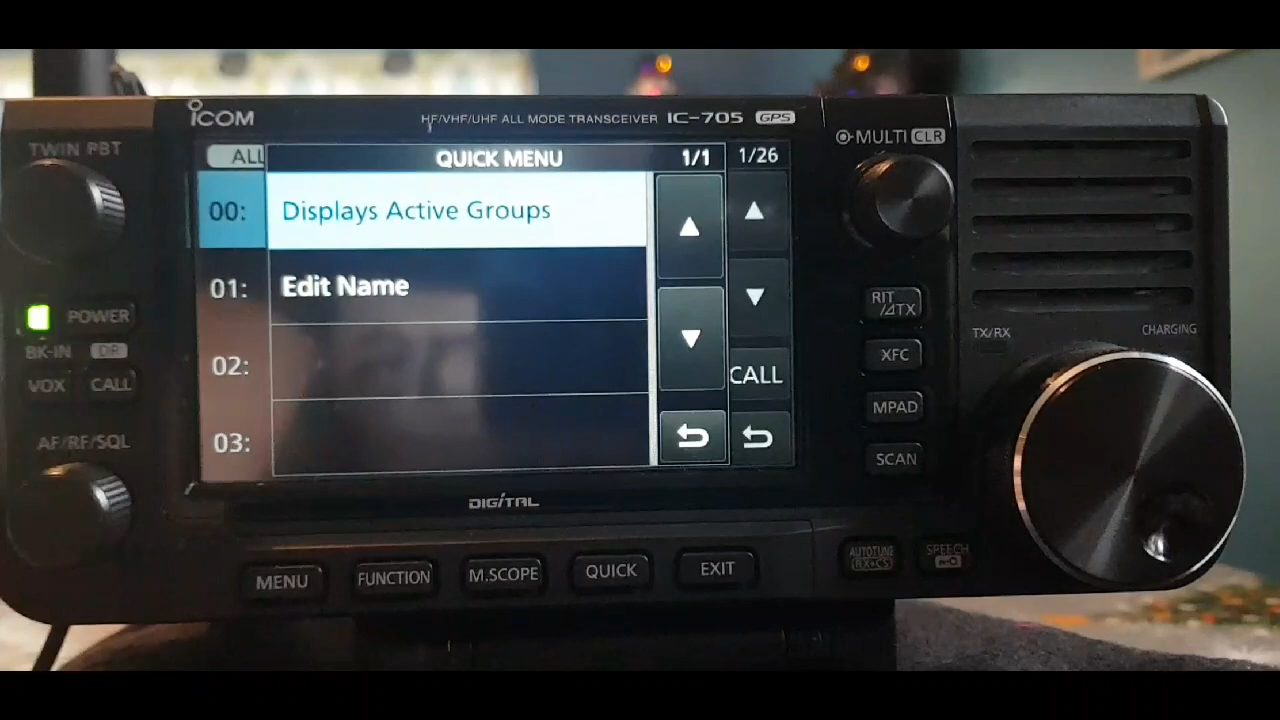 ICOM
HF/VHF/UHF ALL MODE TRANSCEIVER IC-705 GPS
TWIN PBT
MULTI CLR
ALL
QUICK MENU 1/1 1/26
00: Displays Active Groups
01: Edit Name
02:
03:
CALL
POWER
BK-IN DR
VOX CALL
AF/RF/SQL
RIT
/⊿TX
XFC
MPAD
SCAN
TX/RX
CHARGING
DIGITAL
MENU FUNCTION M.SCOPE QUICK EXIT
AUTOTUNE
RX→CS
SPEECH